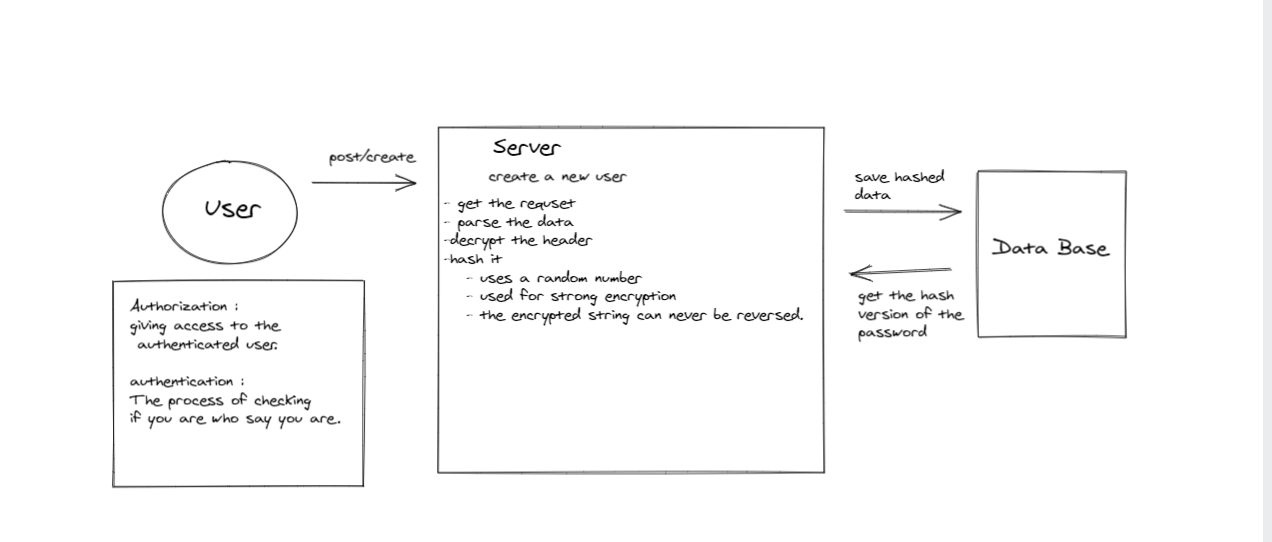 User
post/create
Authorization :
giving access to the
authenticated user.
authentication :
The process of checking
if you are who say you are.
Server
create a new user
- get the requset
- parse the data
-decrypt the header
-hash it
- uses a random number
- used for strong encryption
- the encrypted string can never be reversed.
save hashed
data
get the hash
version of the
password
Data Base